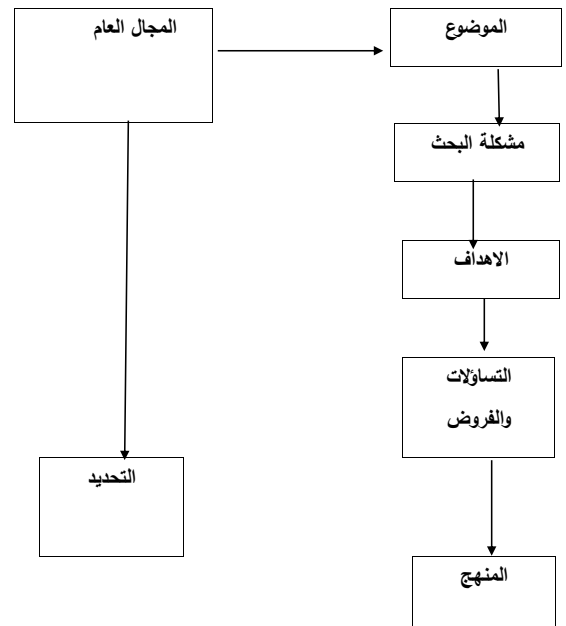 المجال العام
الموضوع
مشكلة البحث
الاهداف
التساؤلات
والفروض
التحديد
المنهج